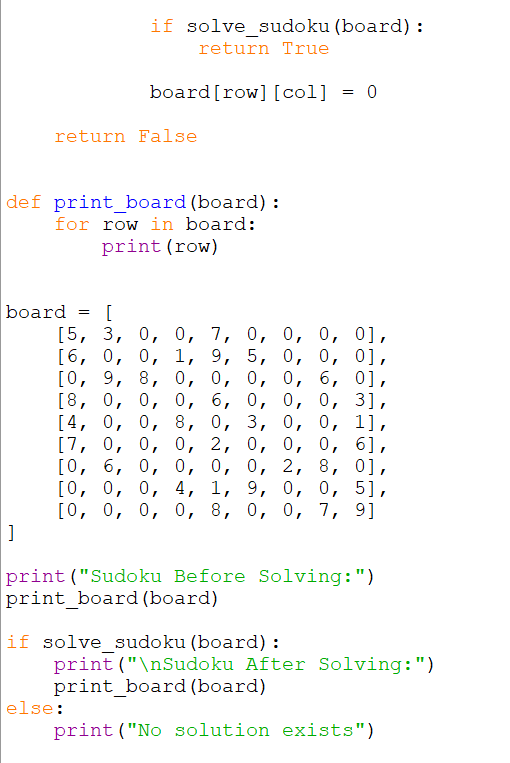 if solve_sudoku(board):
                return True
            board[row][col] = 0
    return False
def print_board(board):
    for row in board:
        print(row)
board = [
    [5, 3, 0, 0, 7, 0, 0, 0, 0],
    [6, 0, 0, 1, 9, 5, 0, 0, 0],
    [0, 9, 8, 0, 0, 0, 0, 6, 0],
    [8, 0, 0, 0, 6, 0, 0, 0, 3],
    [4, 0, 0, 8, 0, 3, 0, 0, 1],
    [7, 0, 0, 0, 2, 0, 0, 0, 6],
    [0, 6, 0, 0, 0, 0, 2, 8, 0],
    [0, 0, 0, 4, 1, 9, 0, 0, 5],
    [0, 0, 0, 0, 8, 0, 0, 7, 9]
]
print("Sudoku Before Solving:")
print_board(board)
if solve_sudoku(board):
    print("\nSudoku After Solving:")
    print_board(board)
else:
    print("No solution exists")